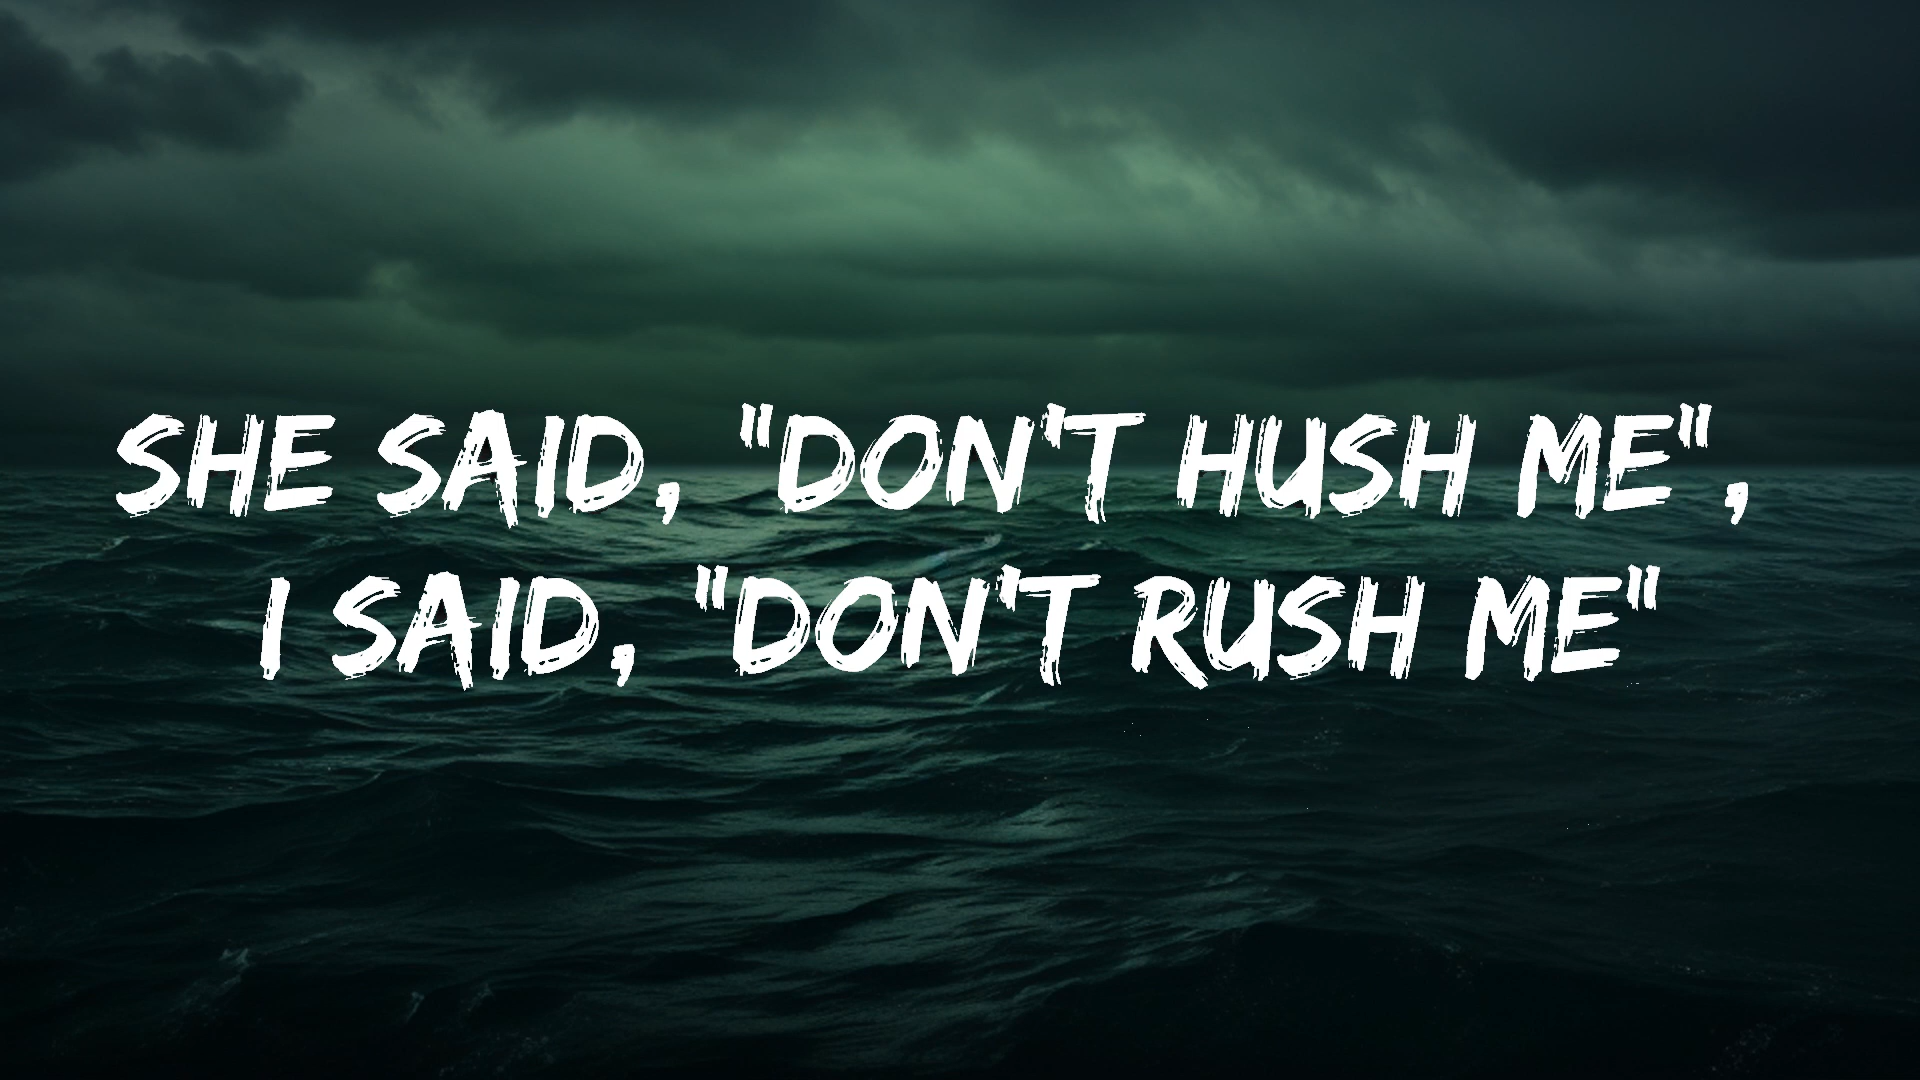 SHE SAID, "DON'T HUSH ME",
I SAID, "DON'T RUSH ME"